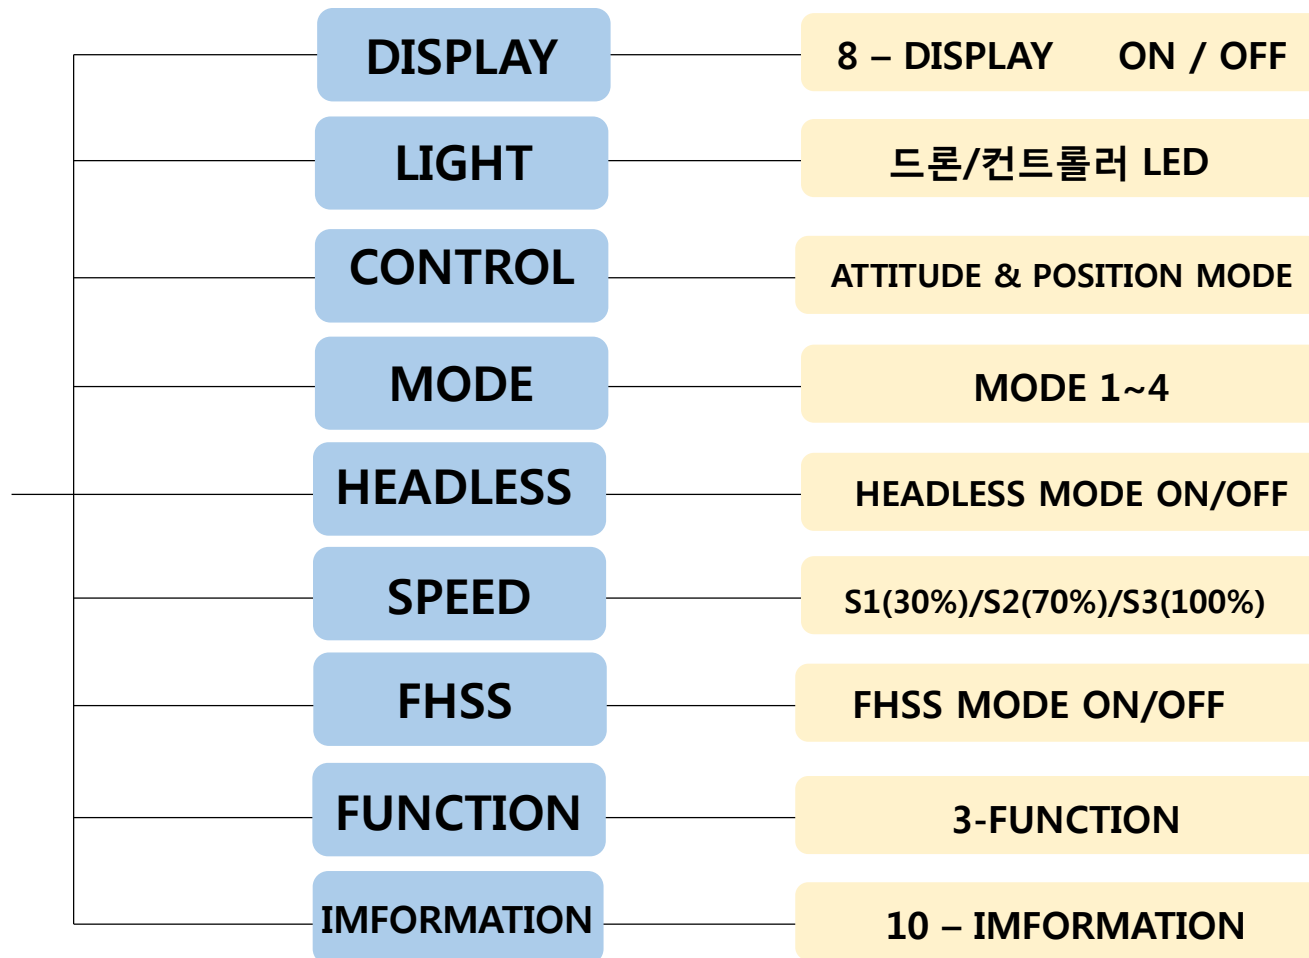 DISPLAY
8 – DISPLAY ON / OFF
LIGHT
드론/컨트롤러 LED
CONTROL
ATTITUDE & POSITION MODE
MODE
MODE 1~4
HEADLESS
HEADLESS MODE ON/OFF
SPEED
S1(30%)/S2(70%)/S3(100%)
FHSS
FHSS MODE ON/OFF
FUNCTION
3-FUNCTION
IMFORMATION
10 – IMFORMATION